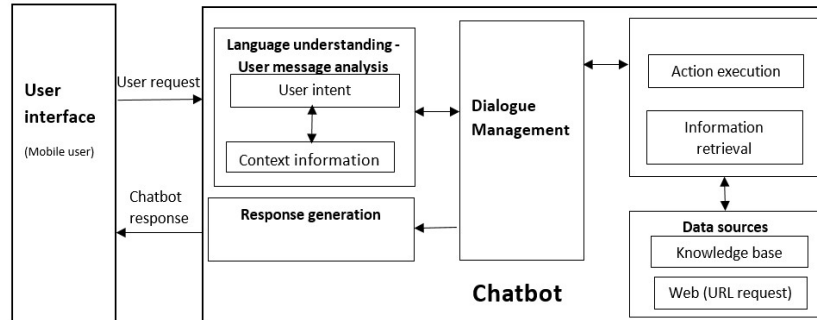 User
interface
(Mobile user)
User request
Chatbot
response
Language understanding -
User message analysis
User intent
Context information
Response generation
Dialogue
Management
Action execution
Information
retrieval
Data sources
Knowledge base
Web (URL request)
Chatbot